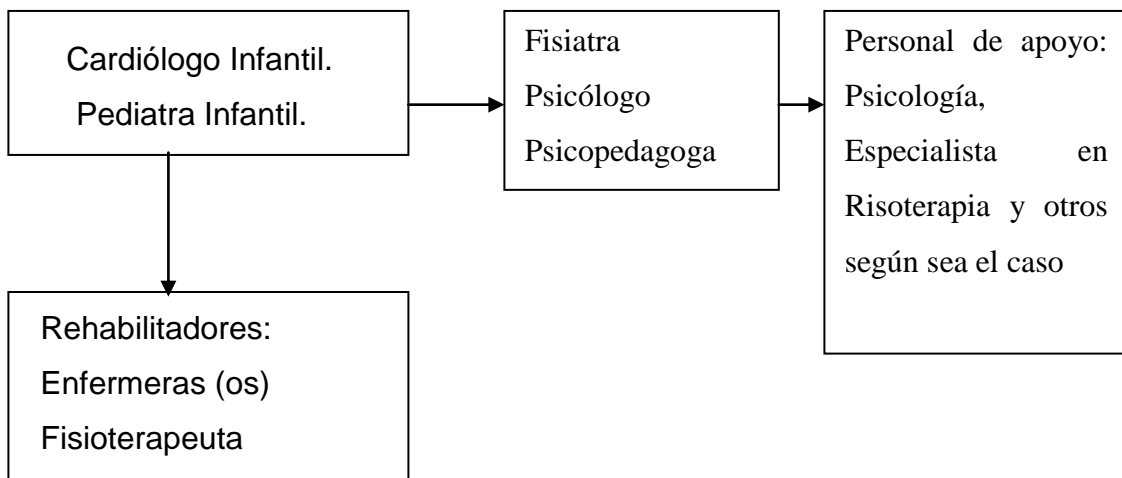 Cardiólogo Infantil.
Pediatra Infantil.
Fisiatra
Psicólogo
Psicopedagoga
Personal de apoyo:
Psicología,
Especialista en
Risoterapia y otros
según sea el caso
Rehabilitadores:
Enfermeras (os)
Fisioterapeuta